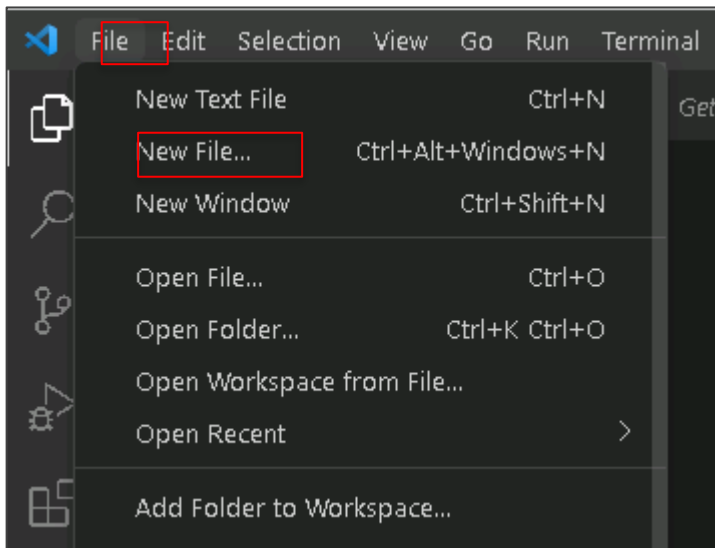 File Edit Selection View Go Run Terminal
New Text File Ctrl+N
Get
New File... Ctrl+Alt+Windows+N
New Window Ctrl+Shift+N
Open File... Ctrl+O
Open Folder... Ctrl+K Ctrl+O
Open Workspace from File...
Open Recent
Add Folder to Workspace...